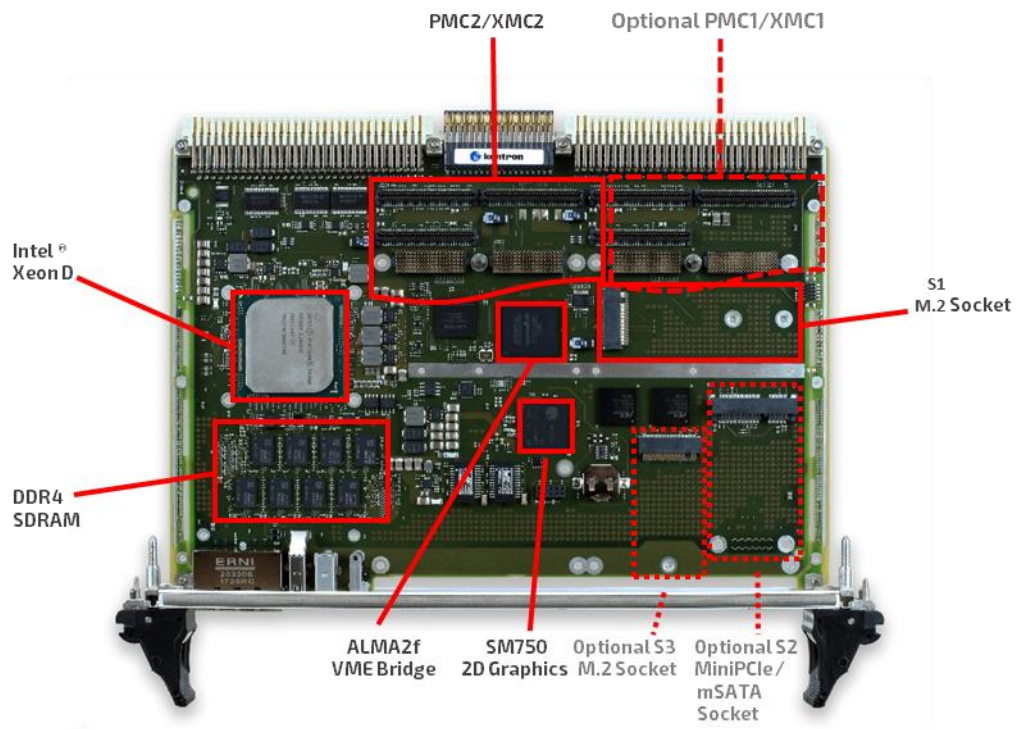 PMC2/XMC2
Optional PMC1/XMC1
kontron
Intel ®
Xeon D
S1
M.2 Socket
DDR4
SDRAM
ERNI
203308
ALMA2f
VME Bridge
SM750
2D Graphics
Optional S3
M.2 Socket
Optional S2
MiniPCIe/
mSATA
Socket